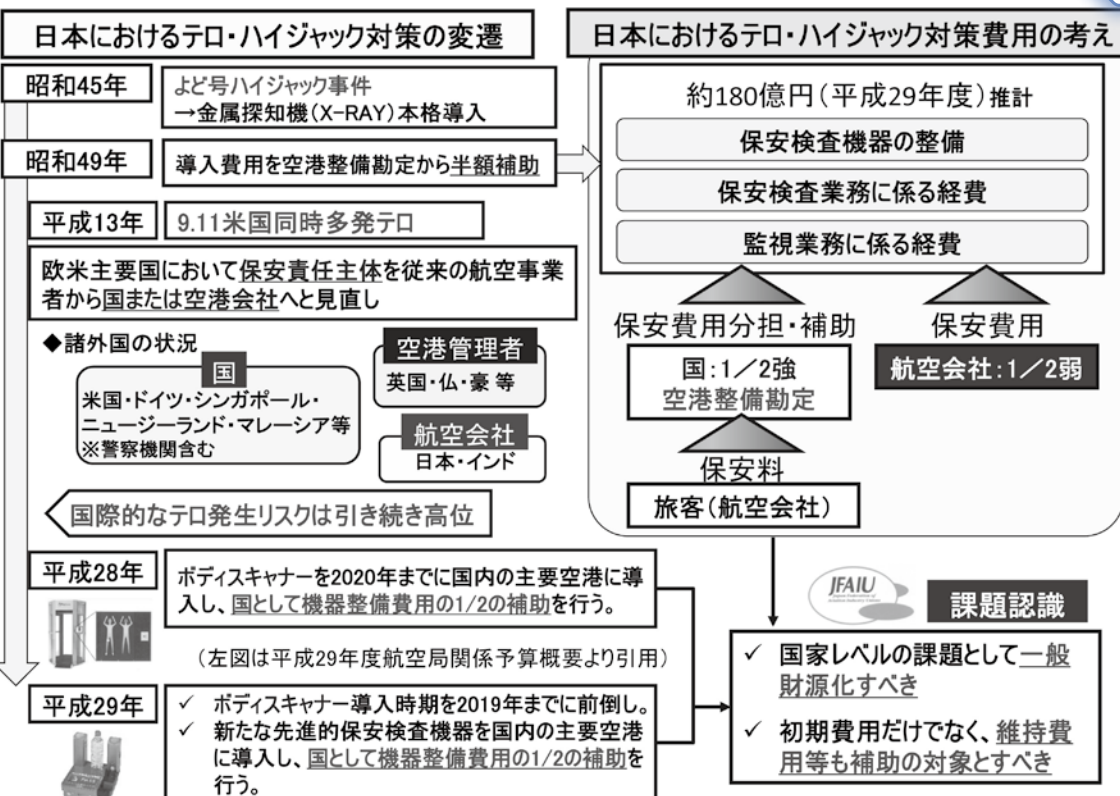 日本におけるテロ・ハイジャック対策の変遷
昭和45年
よど号ハイジャック事件
→金属探知機(X-RAY)本格導入
昭和49年
導入費用を空港整備勘定から半額補助
平成13年
9.11米国同時多発テロ
欧米主要国において保安責任主体を従来の航空事業
者から国または空港会社へと見直し
◆諸外国の状況
国
米国・ドイツ・シンガポール・
ニュージーランド・マレーシア等
※警察機関含む
空港管理者
英国・仏・豪 等
航空会社
日本・インド
国際的なテロ発生リスクは引き続き高位
平成28年
ボディスキャナーを2020年までに国内の主要空港に導
入し、国として機器整備費用の1/2の補助を行う。
(左図は平成29年度航空局関係予算概要より引用)
平成29年
✓ ボディスキャナー導入時期を2019年までに前倒し。
✓ 新たな先進的保安検査機器を国内の主要空港
に導入し、国として機器整備費用の1/2の補助を
行う。
日本におけるテロ・ハイジャック対策費用の考え
約180億円(平成29年度)推計
保安検査機器の整備
保安検査業務に係る経費
監視業務に係る経費
保安費用分担・補助
国:1/2強
空港整備勘定
保安料
旅客(航空会社)
保安費用
航空会社:1/2弱
JFAIU
課題認識
✓ 国家レベルの課題として一般
財源化すべき
✓ 初期費用だけでなく、維持費
用等も補助の対象とすべき